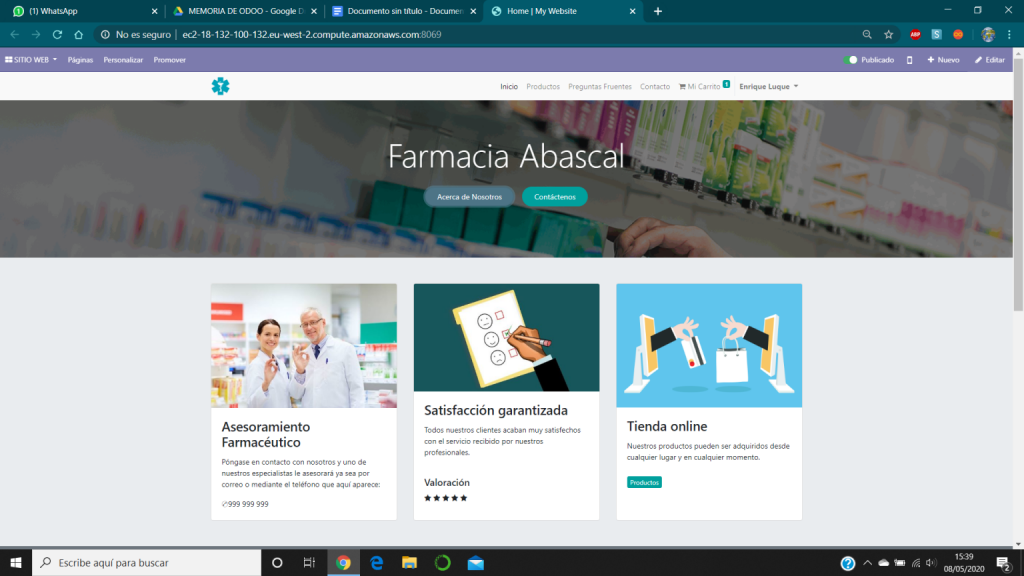 (1) WhatsApp
MEMORIA DE ODOO - Google D
Documento sin título - Documen
Home | My Website
No es seguro | ec2-18-132-100-132.eu-west-2.compute.amazonaws.com:8069
ABP
S
SITIO WEB Páginas Personalizar Promover
Publicado Nuevo Editar
Inicio Productos Preguntas Fruentes Contacto Mi Carrito 1 Enrique Luque
Farmacia Abascal
Acerca de Nosotros Contáctenos
Asesoramiento
Farmacéutico
Póngase en contacto con nosotros y uno de
nuestros especialistas le asesorará ya sea por
correo o mediante el teléfono que aquí aparece:
✆999 999 999
Satisfacción garantizada
Todos nuestros clientes acaban muy satisfechos
con el servicio recibido por nuestros
profesionales.
Valoración
★★★★★
Tienda online
Nuestros productos pueden ser adquiridos desde
cualquier lugar y en cualquier momento.
Productos
Escribe aquí para buscar
15:39
08/05/2020
2